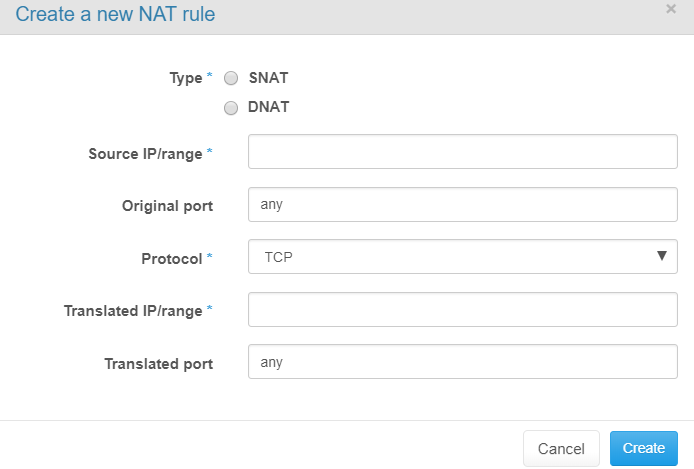 Create a new NAT rule ×
Type * SNAT
DNAT
Source IP/range *
Original port any
Protocol * TCP
Translated IP/range *
Translated port any
Cancel Create